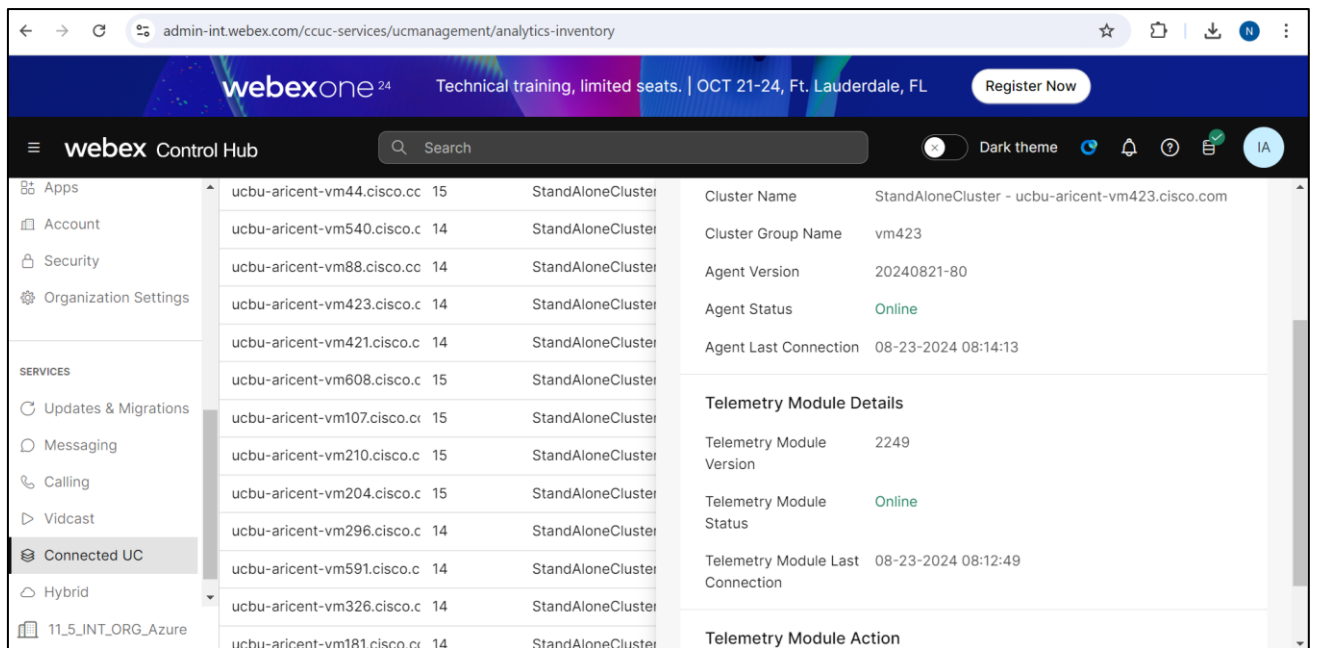 admin-int.webex.com/ccuc-services/ucmanagement/analytics-inventory
N
webexone 24
Technical training, limited seats. | OCT 21-24, Ft. Lauderdale, FL
Register Now
webex Control Hub
Search
Dark theme
IA
Apps
Account
Security
Organization Settings
SERVICES
Updates & Migrations
Messaging
Calling
Vidcast
Connected UC
Hybrid
11_5_INT_ORG_Azure
ucbu-aricent-vm44.cisco.cc 15 StandAloneCluster
ucbu-aricent-vm540.cisco.c 14 StandAloneCluster
ucbu-aricent-vm88.cisco.cc 14 StandAloneCluster
ucbu-aricent-vm423.cisco.c 14 StandAloneCluster
ucbu-aricent-vm421.cisco.c 14 StandAloneCluster
ucbu-aricent-vm608.cisco.c 15 StandAloneCluster
ucbu-aricent-vm107.cisco.cc 15 StandAloneCluster
ucbu-aricent-vm210.cisco.c 15 StandAloneCluster
ucbu-aricent-vm204.cisco.c 15 StandAloneCluster
ucbu-aricent-vm296.cisco.c 14 StandAloneCluster
ucbu-aricent-vm591.cisco.c 14 StandAloneCluster
ucbu-aricent-vm326.cisco.c 14 StandAloneCluster
ucbu-aricent-vm181.cisco.cc 14 StandAloneCluster
Cluster Name StandAloneCluster - ucbu-aricent-vm423.cisco.com
Cluster Group Name vm423
Agent Version 20240821-80
Agent Status Online
Agent Last Connection 08-23-2024 08:14:13
Telemetry Module Details
Telemetry Module 2249
Version
Telemetry Module Online
Status
Telemetry Module Last 08-23-2024 08:12:49
Connection
Telemetry Module Action